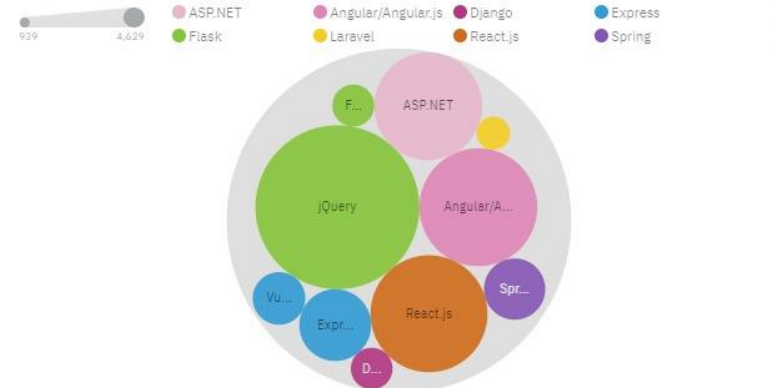 939 4,629
ASP.NET Angular/Angular.js Django Express
Flask Laravel React.js Spring
F... ASP.NET
jQuery Angular/A...
Spr...
Vu...
Expr... React.js
D...